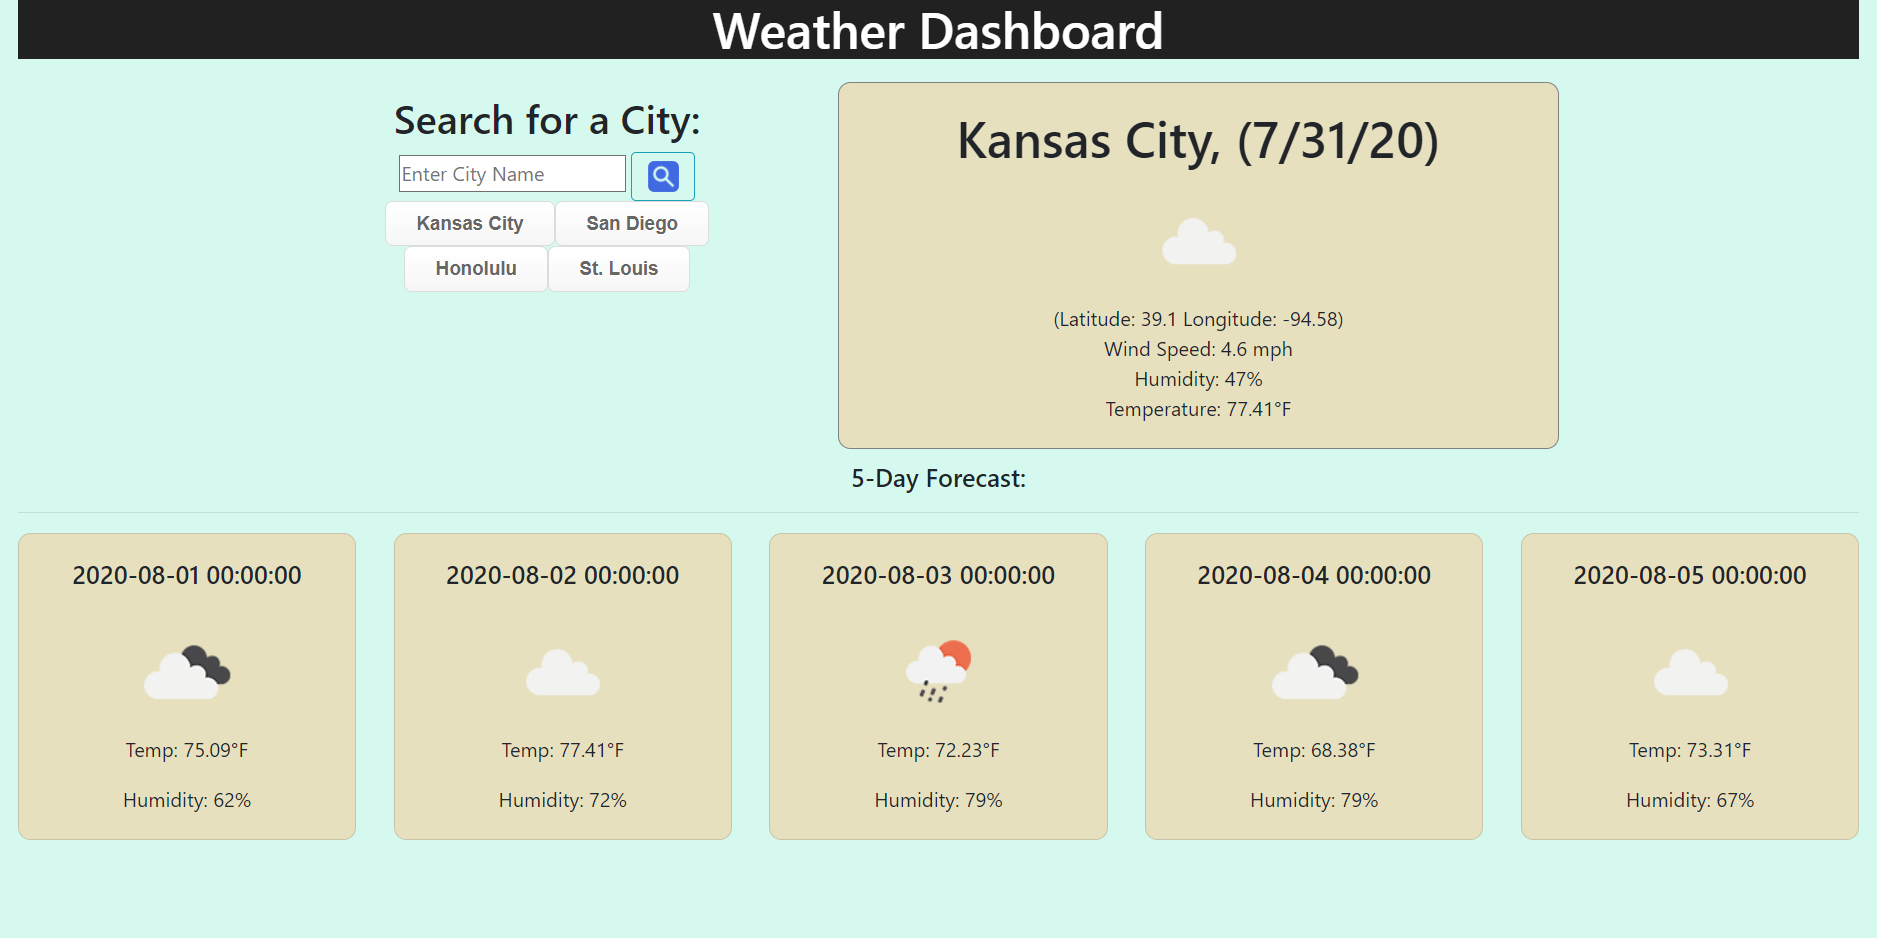 Weather Dashboard
Search for a City:
Enter City Name
Kansas City
San Diego
Honolulu
St. Louis
Kansas City, (7/31/20)
(Latitude: 39.1 Longitude: -94.58)
Wind Speed: 4.6 mph
Humidity: 47%
Temperature: 77.41°F
5-Day Forecast:
2020-08-01 00:00:00
Temp: 75.09°F
Humidity: 62%
2020-08-02 00:00:00
Temp: 77.41°F
Humidity: 72%
2020-08-03 00:00:00
Temp: 72.23°F
Humidity: 79%
2020-08-04 00:00:00
Temp: 68.38°F
Humidity: 79%
2020-08-05 00:00:00
Temp: 73.31°F
Humidity: 67%